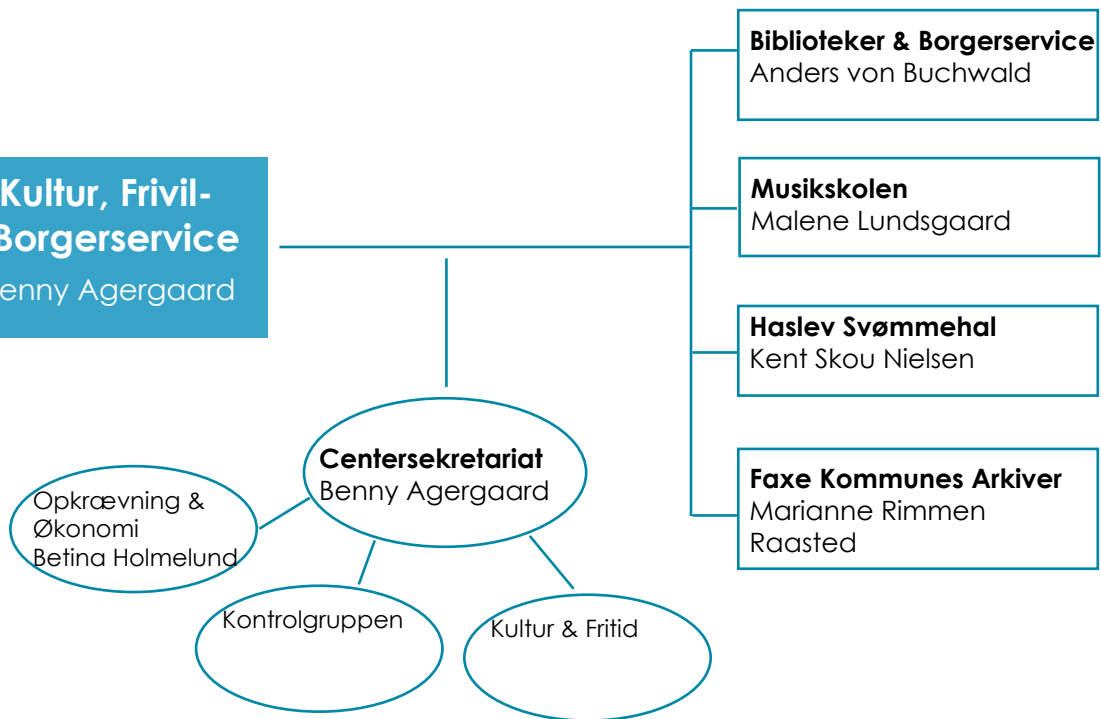 Kultur, Frivil-
Borgerservice
enny Agergaard
Biblioteker & Borgerservice
Anders von Buchwald
Musikskolen
Malene Lundsgaard
Haslev Svømmehal
Kent Skou Nielsen
Faxe Kommunes Arkiver
Marianne Rimmen
Raasted
Centersekretariat
Benny Agergaard
Opkrævning &
Økonomi
Betina Holmelund
Kontrolgruppen
Kultur & Fritid